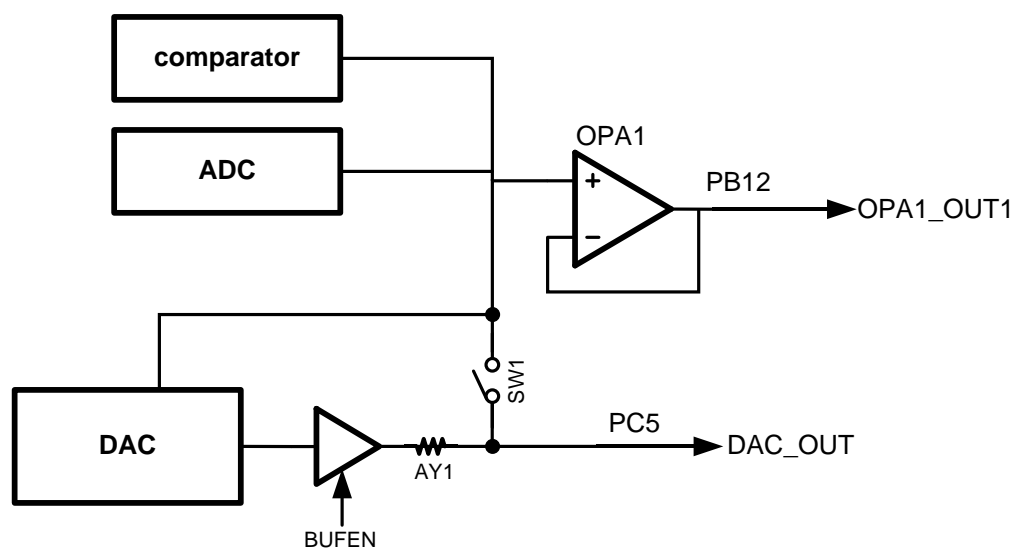 comparator
OPA1
ADC
+
PB12
OPA1_OUT1
−
SW1
PC5
DAC
DAC_OUT
AY1
BUFEN